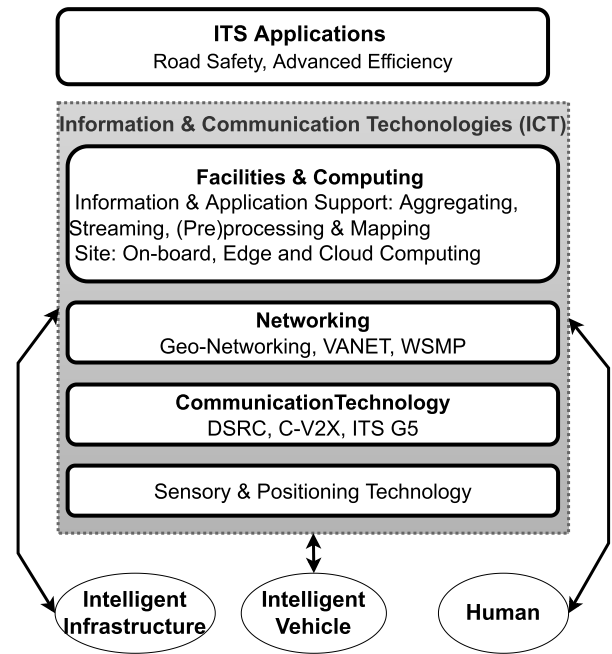 ITS Applications
Road Safety, Advanced Efficiency
Information & Communication Techonologies (ICT)
Facilities & Computing
Information & Application Support: Aggregating,
Streaming, (Pre)processing & Mapping
Site: On-board, Edge and Cloud Computing
Networking
Geo-Networking, VANET, WSMP
CommunicationTechnology
DSRC, C-V2X, ITS G5
Sensory & Positioning Technology
Intelligent
Infrastructure
Intelligent
Vehicle
Human